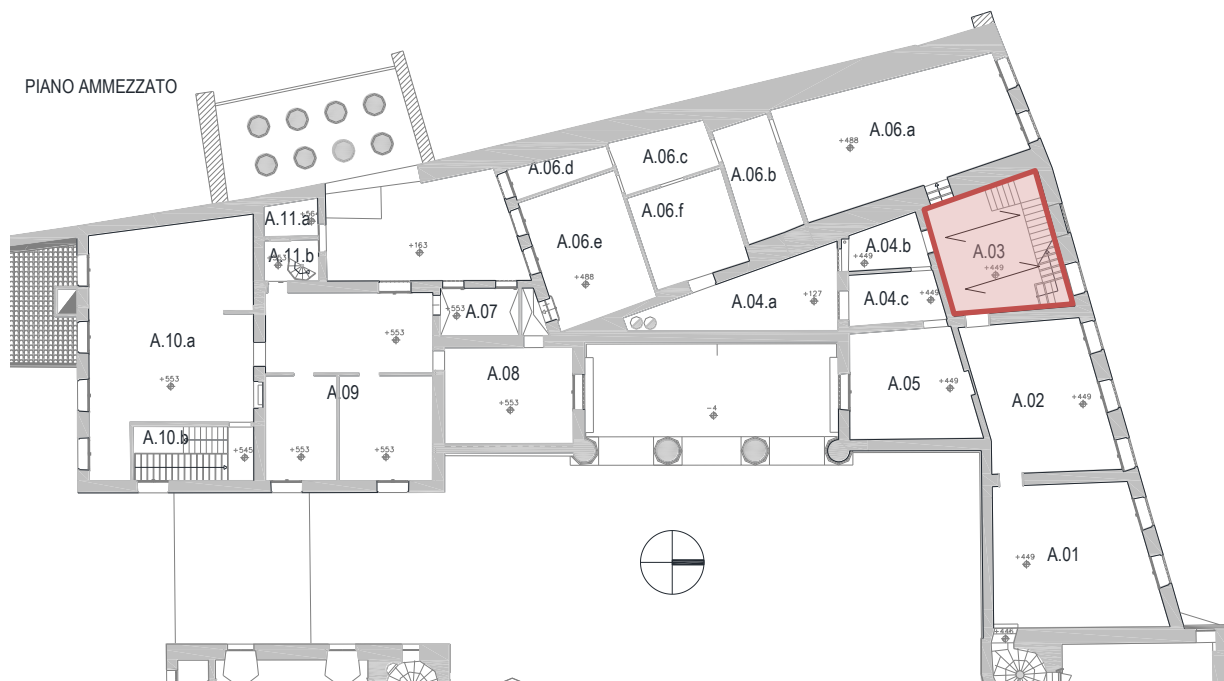 PIANO AMMEZZATO
A.06.a
+488
A.06.c
A.06.d
A.06.b
A.06.f
A.11.a
A.06.e
A.04.b
A.03
A.11.b
+163
+449
+449
+488
A.04.c
+449
A.04.a
+127
+553
A.07
A.10.a
+553
A.08
A.05
+553
+449
A.09
A.02
+449
+553
-4
A.10.b
+545
+553
+553
A.01
+449
+446